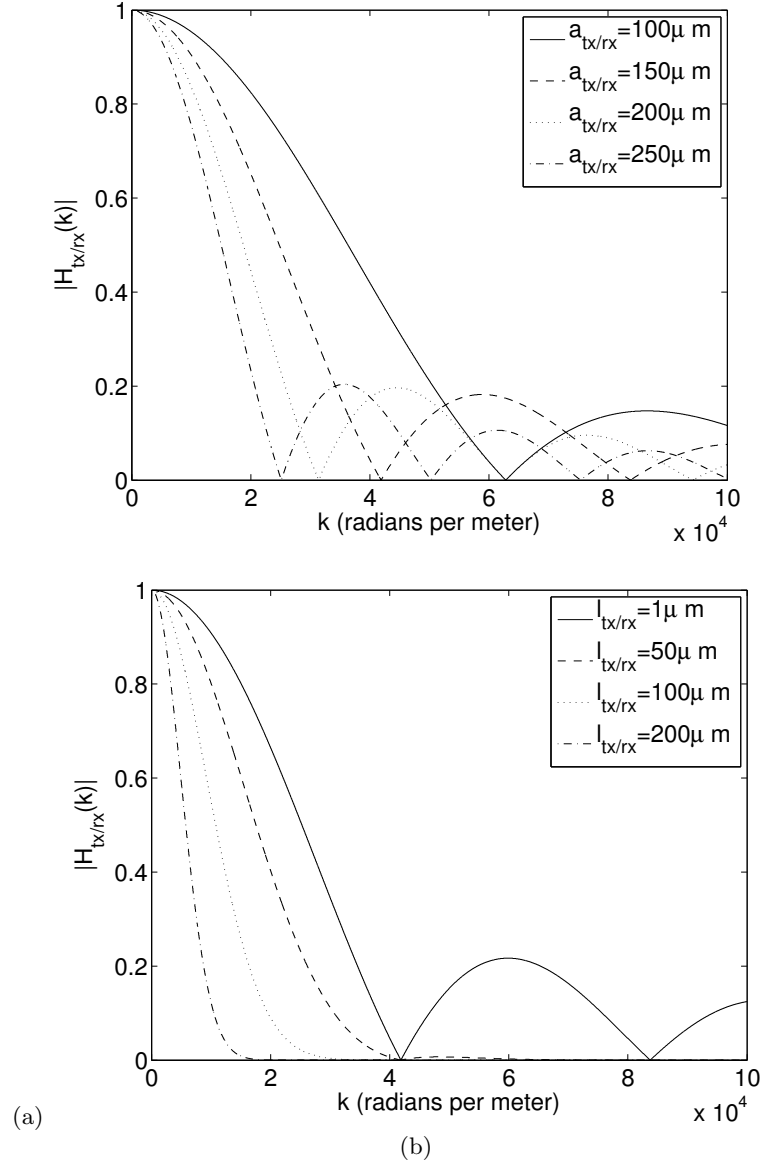 1
0.8
0.6
0.4
0.2
0
|H_tx/rx(k)|
a_tx/rx=100μ m
a_tx/rx=150μ m
a_tx/rx=200μ m
a_tx/rx=250μ m
0 2 4 6 8 10
k (radians per meter)
x 10^4
1
0.8
0.6
0.4
0.2
0
|H_tx/rx(k)|
l_tx/rx=1μ m
l_tx/rx=50μ m
l_tx/rx=100μ m
l_tx/rx=200μ m
0 2 4 6 8 10
k (radians per meter)
x 10^4
(a)
(b)